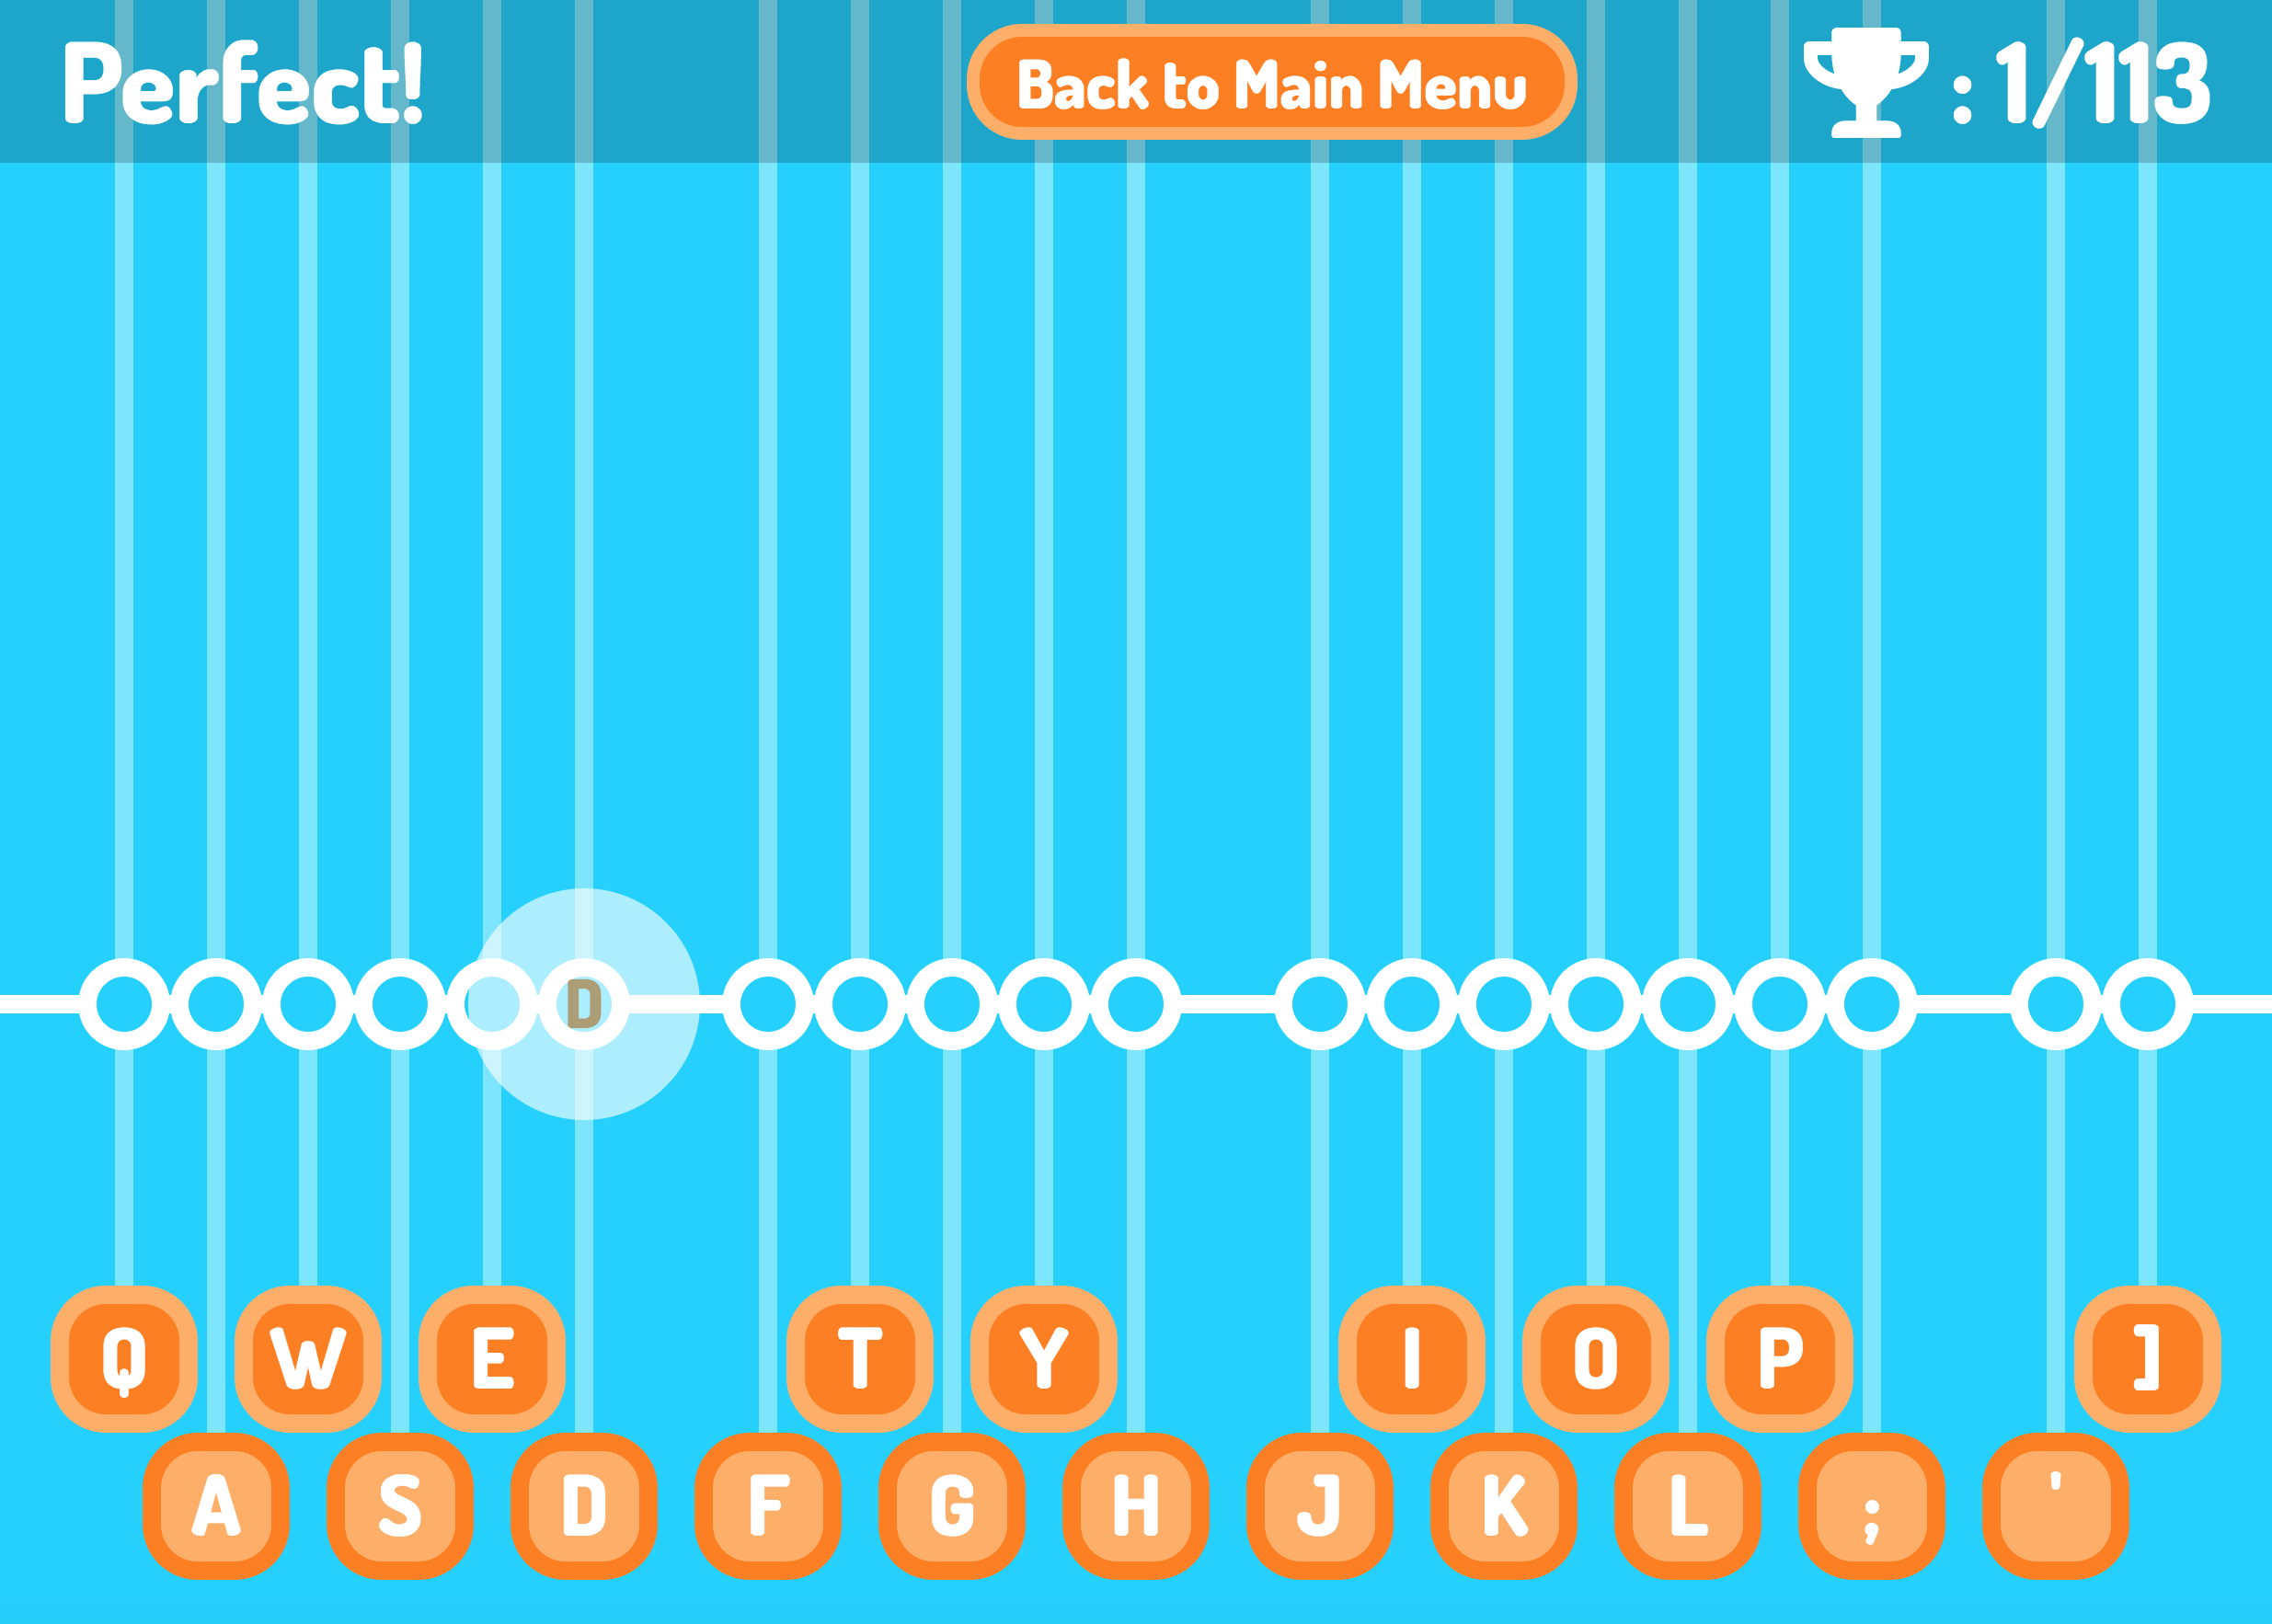 Perfect!
Back to Main Menu
: 1/113
D
Q W E T Y I O P ]
A S D F G H J K L ; '